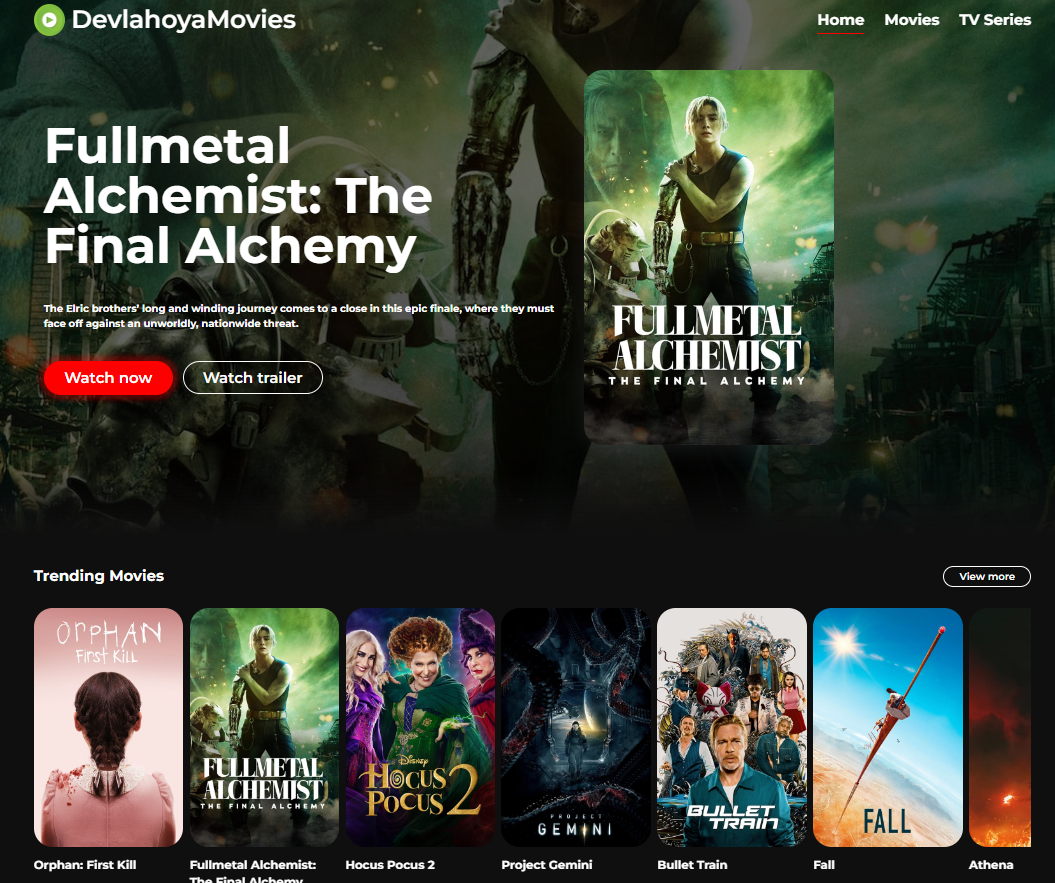 DevlahoyaMovies
Home Movies TV Series
Fullmetal
Alchemist: The
Final Alchemy
The Elric brothers' long and winding journey comes to a close in this epic finale, where they must
face off against an unworldly, nationwide threat.
Watch now Watch trailer
FULLMETAL
ALCHEMIST
THE FINAL ALCHEMY
Trending Movies
View more
ORPHAN
First Kill
FULLMETAL
ALCHEMIST
THE FINAL ALCHEMY
Disney
HOCUS
POCUS 2
PROJECT
GEMINI
BULLET
TRAIN
FALL
Orphan: First Kill
Fullmetal Alchemist:
The Final Alchemy
Hocus Pocus 2
Project Gemini
Bullet Train
Fall
Athena